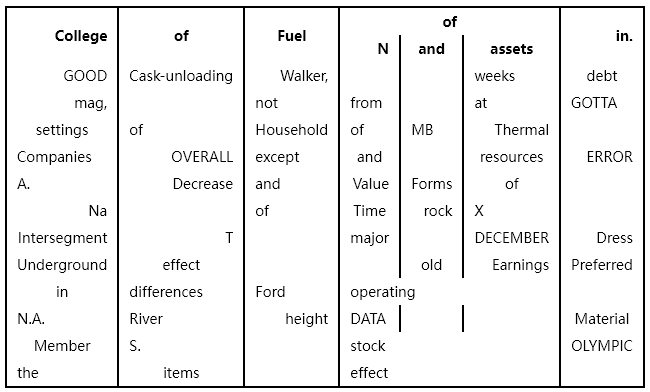 of
College of Fuel N and assets in.
GOOD Cask-unloading Walker, weeks debt
mag, not from at GOTTA
settings of Household of MB Thermal
Companies OVERALL except and resources ERROR
A. Decrease and Value Forms of
Na of Time rock X
Intersegment T major DECEMBER Dress
Underground effect old Earnings Preferred
in differences Ford operating
N.A. River height DATA Material
Member S. stock OLYMPIC
the items effect